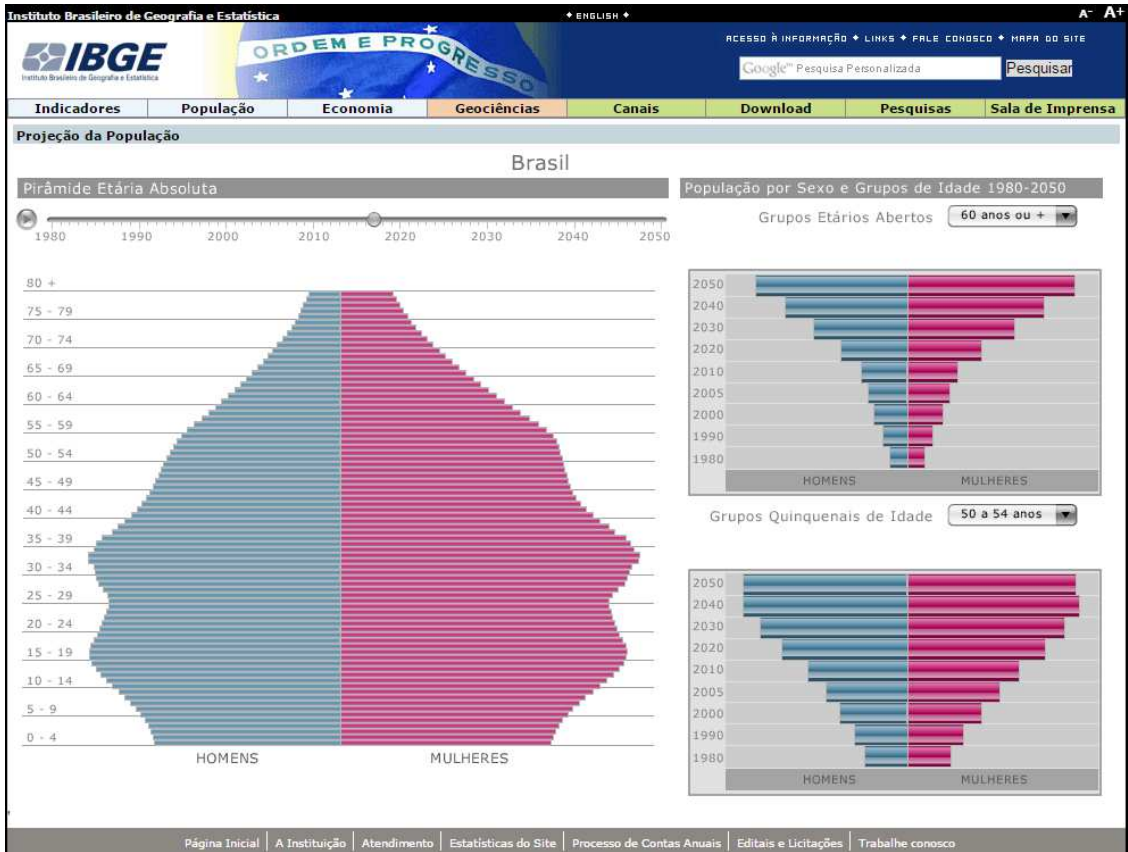 Instituto Brasileiro de Geografia e Estatística ✦ ENGLISH ✦ A- A+
IBGE
Instituto Brasileiro de Geografia e Estatística
ORDEM E PROGRESSO
ACESSO À INFORMAÇÃO ✦ LINKS ✦ FALE CONOSCO ✦ MAPA DO SITE
Google™ Pesquisa Personalizada Pesquisar
Indicadores População Economia Geociências Canais Download Pesquisas Sala de Imprensa
Projeção da População
Brasil
Pirâmide Etária Absoluta
1980 1990 2000 2010 2020 2030 2040 2050
80 +
75 - 79
70 - 74
65 - 69
60 - 64
55 - 59
50 - 54
45 - 49
40 - 44
35 - 39
30 - 34
25 - 29
20 - 24
15 - 19
10 - 14
5 - 9
0 - 4
HOMENS MULHERES
População por Sexo e Grupos de Idade 1980-2050
Grupos Etários Abertos 60 anos ou +
2050
2040
2030
2020
2010
2005
2000
1990
1980
HOMENS MULHERES
Grupos Quinquenais de Idade 50 a 54 anos
2050
2040
2030
2020
2010
2005
2000
1990
1980
HOMENS MULHERES
Página Inicial | A Instituição | Atendimento | Estatísticas do Site | Processo de Contas Anuais | Editais e Licitações | Trabalhe conosco